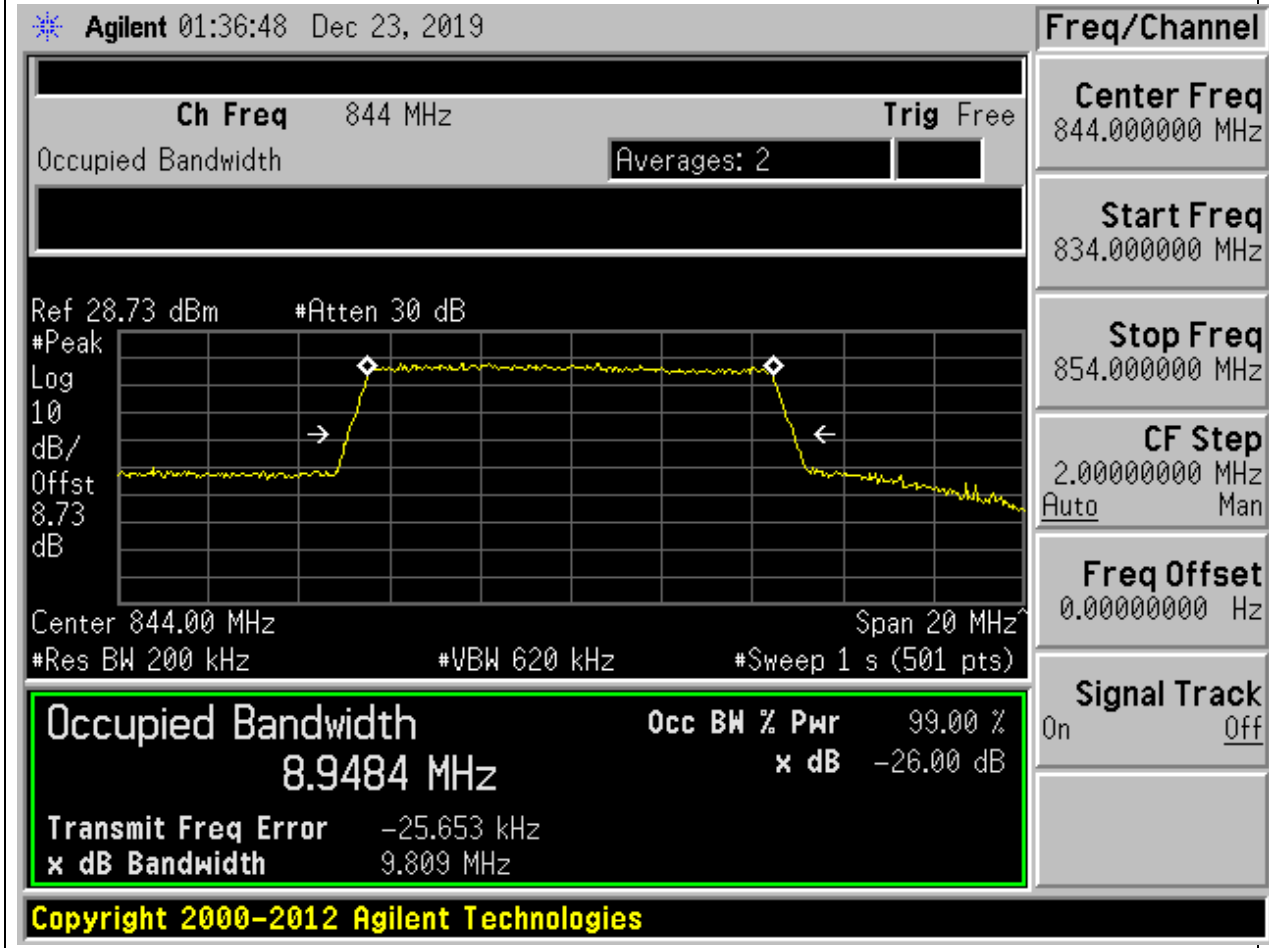 Agilent 01:36:48 Dec 23, 2019
Ch Freq 844 MHz Trig Free
Occupied Bandwidth Averages: 2
Ref 28.73 dBm #Atten 30 dB
#Peak
Log
10
dB/
Offst
8.73
dB
Center 844.00 MHz Span 20 MHz^
#Res BW 200 kHz #VBW 620 kHz #Sweep 1 s (501 pts)
Occupied Bandwidth Occ BW % Pwr 99.00 %
8.9484 MHz x dB -26.00 dB
Transmit Freq Error -25.653 kHz
x dB Bandwidth 9.809 MHz
Copyright 2000-2012 Agilent Technologies
Freq/Channel
Center Freq
844.000000 MHz
Start Freq
834.000000 MHz
Stop Freq
854.000000 MHz
CF Step
2.00000000 MHz
Auto Man
Freq Offset
0.00000000 Hz
Signal Track
On Off